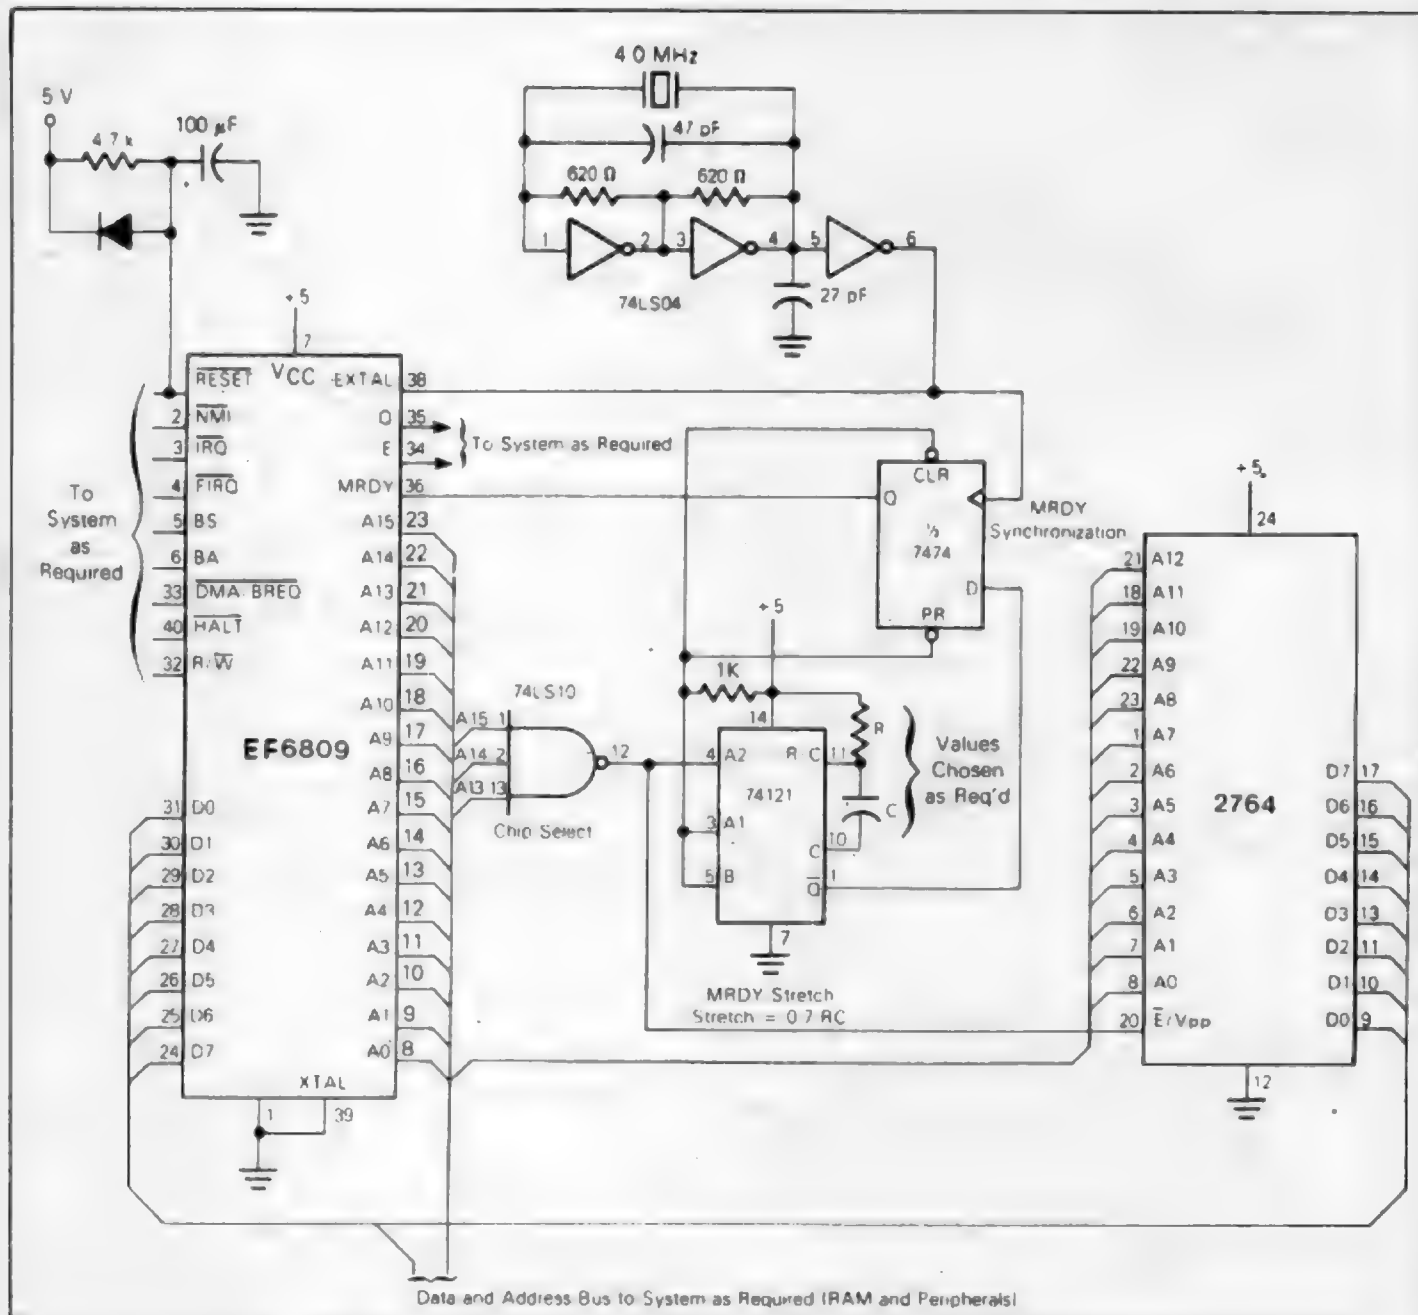 4.0 MHz
5 V
4.7 k
100 µF
47 pF
620 Ω
620 Ω
1
2
3
4
5
6
74LS04
27 pF
+5
7
RESET
VCC
EXTAL
38
2
NMI
Q
35
To System as Required
3
IRQ
E
34
4
FIRQ
MRDY
36
5
BS
A15
23
6
BA
A14
22
33
DMA/BREQ
A13
21
40
HALT
A12
20
32
R/W
A11
19
A10
18
A9
17
A8
16
A7
15
A6
14
A5
13
A4
12
A3
11
A2
10
A1
9
A0
8
To
System
as
Required
EF6809
31
D0
30
D1
29
D2
28
D3
27
D4
26
D5
25
D6
24
D7
XTAL
1
39
74LS10
A15
1
A14
2
A13
13
12
Chip Select
CLR
Q
½
7474
D
PR
MRDY
Synchronization
+5
1K
14
R
4
A2
R C
11
74121
3
A1
C
10
C
5
B
Q
1
7
Values
Chosen
as Req'd
MRDY Stretch
Stretch = 0.7 RC
+5
24
21
A12
18
A11
19
A10
22
A9
23
A8
1
A7
2
A6
3
A5
4
A4
5
A3
6
A2
7
A1
8
A0
20
E/Vpp
2764
D7
17
D6
16
D5
15
D4
14
D3
13
D2
11
D1
10
D0
9
12
Data and Address Bus to System as Required (RAM and Peripherals)